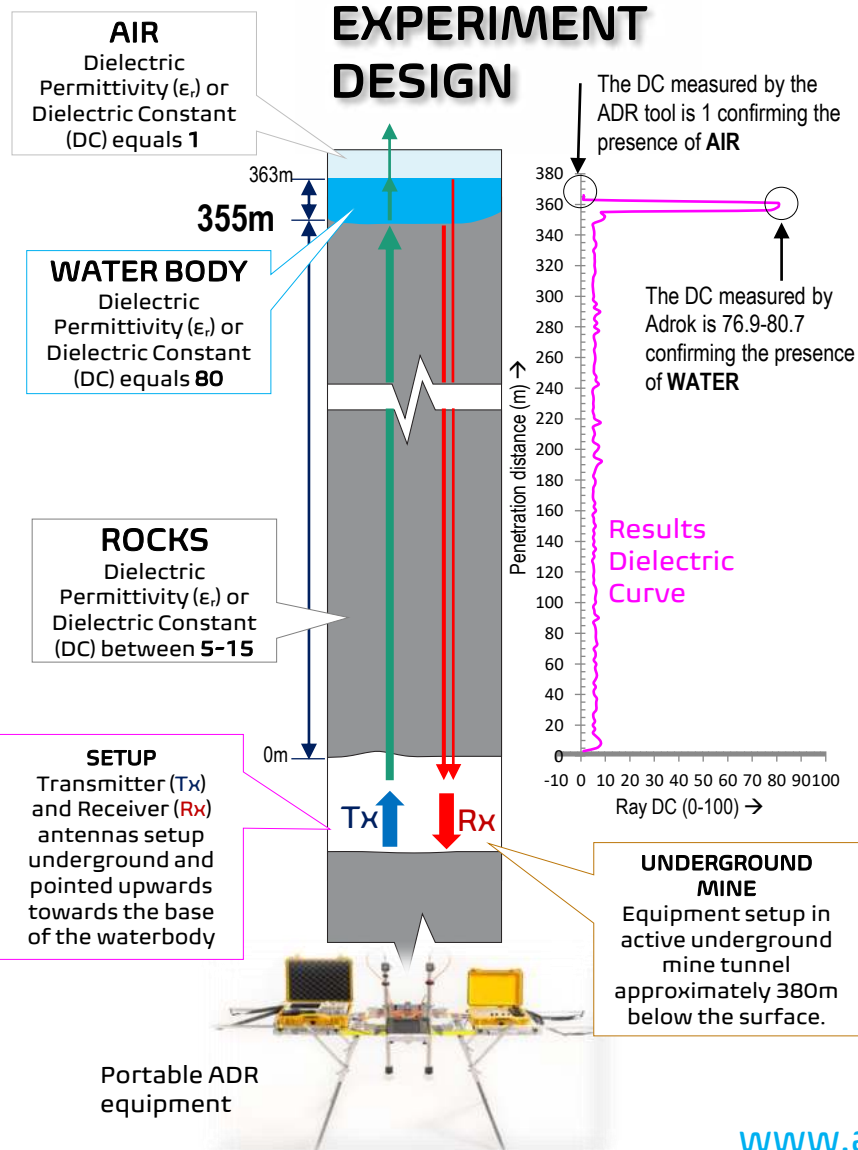 EXPERIMENT
DESIGN
AIR
Dielectric
Permittivity (εᵣ) or
Dielectric Constant
(DC) equals 1
The DC measured by the
ADR tool is 1 confirming the
presence of AIR
363m
355m
WATER BODY
Dielectric
Permittivity (εᵣ) or
Dielectric Constant
(DC) equals 80
The DC measured by
Adrok is 76.9-80.7
confirming the presence
of WATER
ROCKS
Dielectric
Permittivity (εᵣ) or
Dielectric Constant
(DC) between 5-15
0m
Penetration distance (m) →
380
360
340
320
300
280
260
240
220
200
180
160
140
120
100
80
60
40
20
0
-10 0 10 20 30 40 50 60 70 80 90 100
Ray DC (0-100) →
Results
Dielectric
Curve
SETUP
Transmitter (Tx)
and Receiver (Rx)
antennas setup
underground and
pointed upwards
towards the base
of the waterbody
Tx
Rx
UNDERGROUND
MINE
Equipment setup in
active underground
mine tunnel
approximately 380m
below the surface.
Portable ADR
equipment
www.a